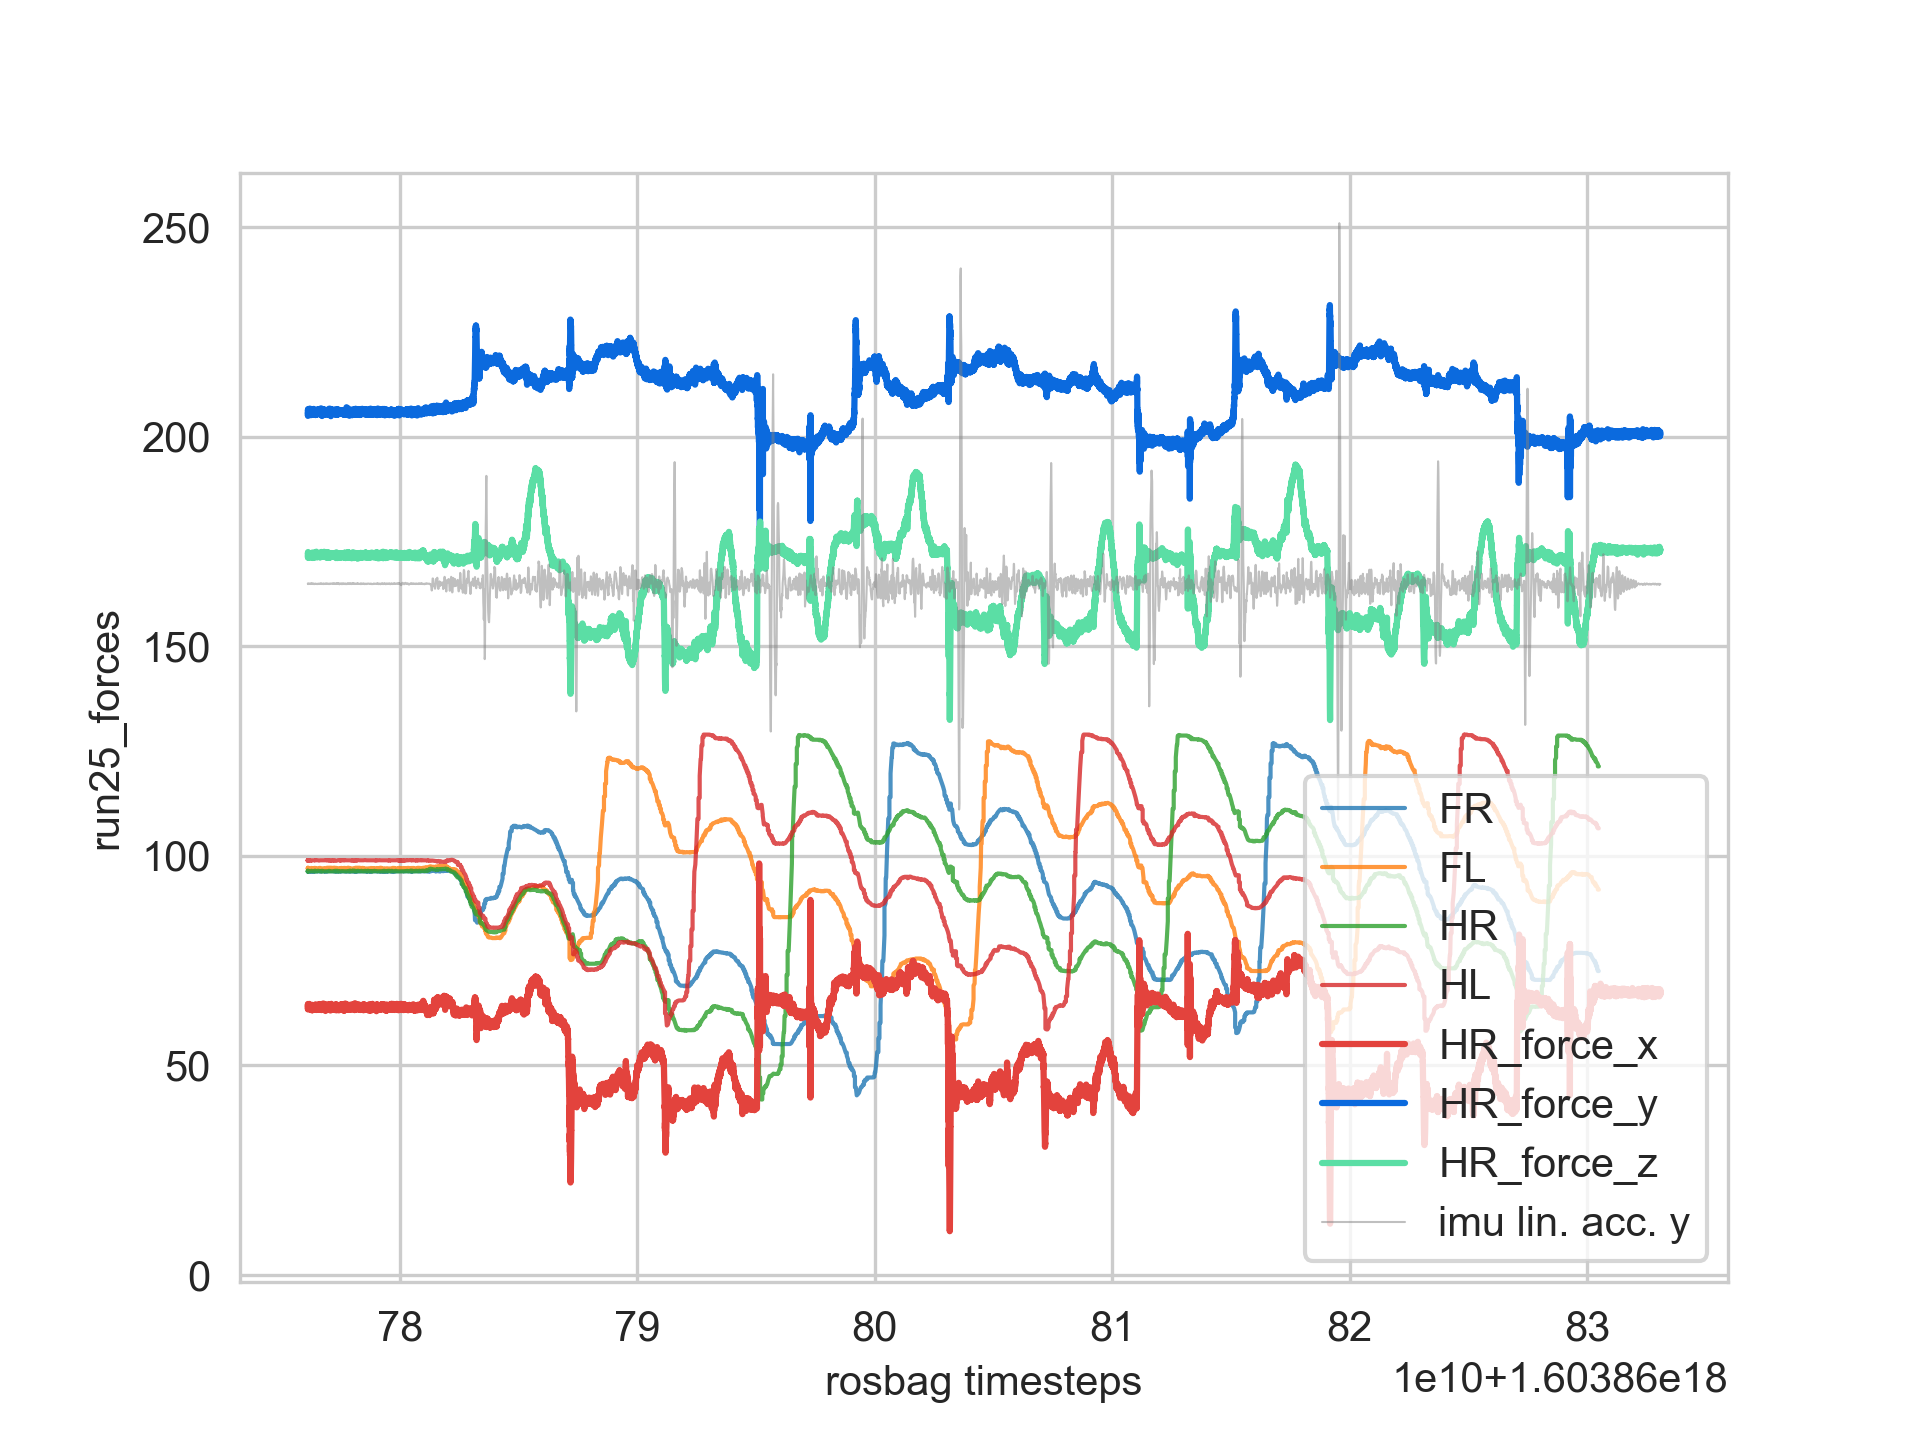 250
200
150
100
50
0
run25_forces
78 79 80 81 82 83
rosbag timesteps
1e10+1.60386e18
FR
FL
HR
HL
HR_force_x
HR_force_y
HR_force_z
imu lin. acc. y